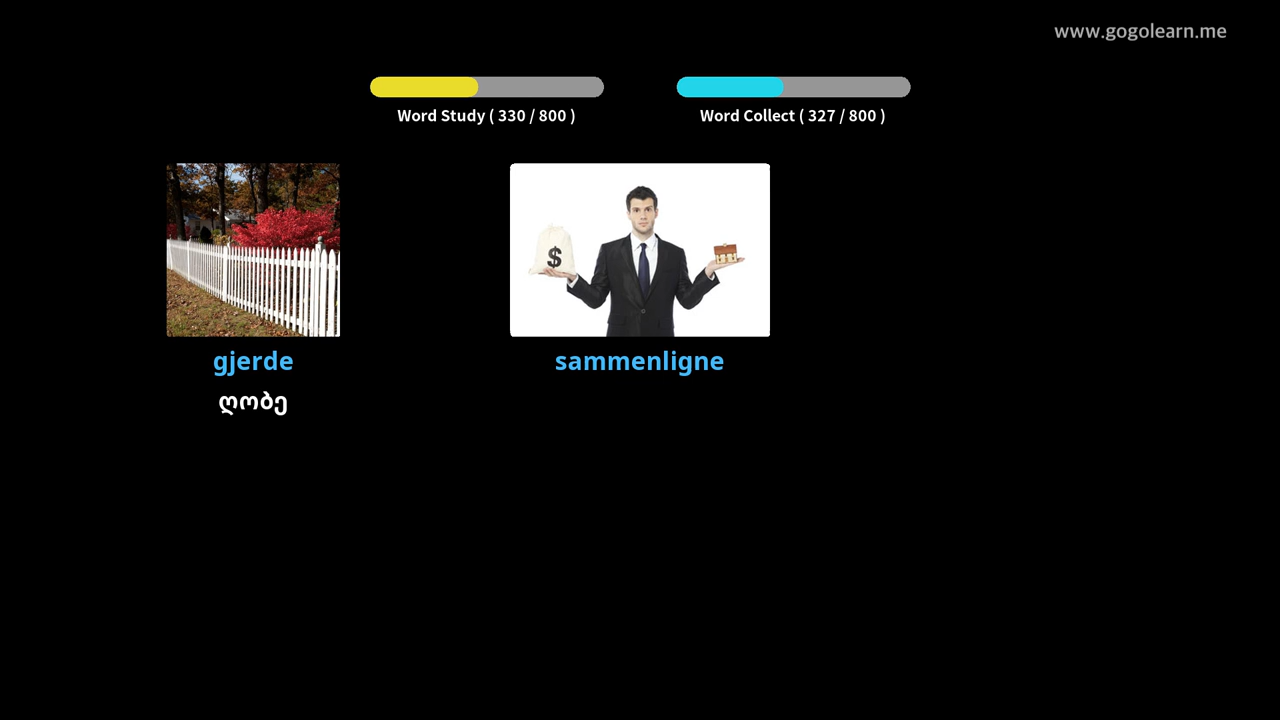 www.gogolearn.me
Word Study ( 330 / 800 )
Word Collect ( 327 / 800 )
$
gjerde
sammenligne
ღობე